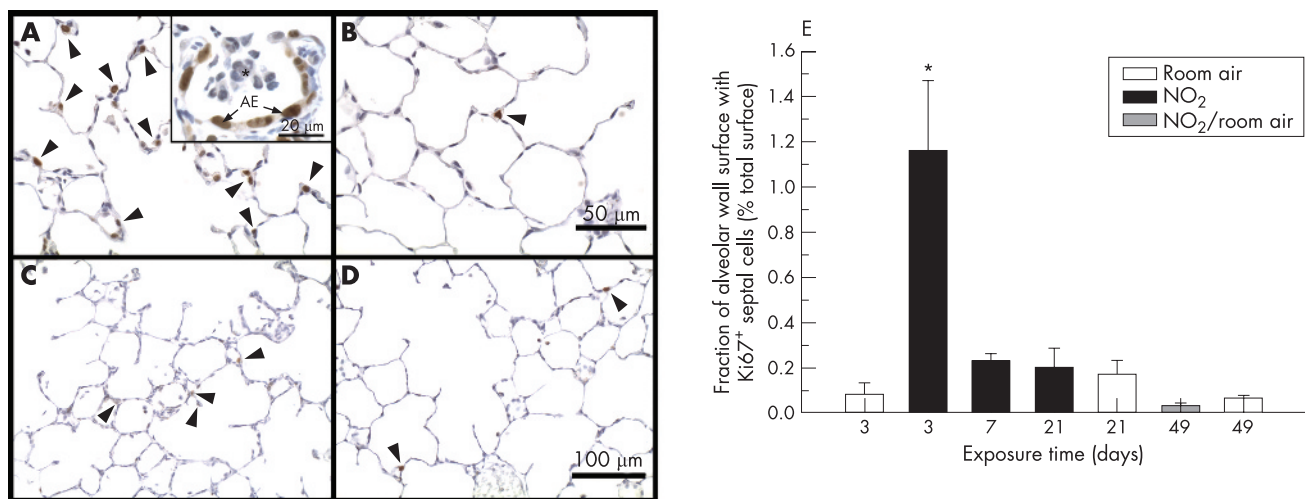 A
*
AE
20 µm
B
50 µm
C
D
100 µm
E
Fraction of alveolar wall surface with
Ki67+ septal cells (% total surface)
1.6
1.4
1.2
1.0
0.8
0.6
0.4
0.2
0.0
*
Room air
NO2
NO2/room air
3 3 7 21 21 49 49
Exposure time (days)